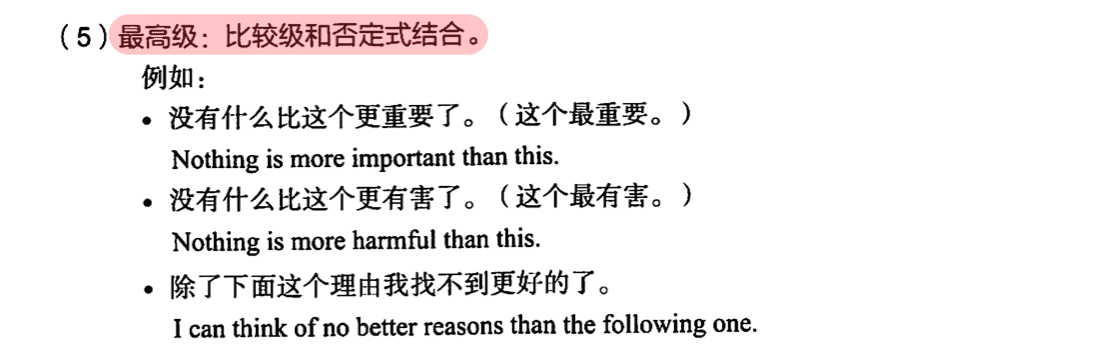 （5）最高级：比较级和否定式结合。
例如：
• 没有什么比这个更重要了。（这个最重要。）
Nothing is more important than this.
• 没有什么比这个更有害了。（这个最有害。）
Nothing is more harmful than this.
• 除了下面这个理由我找不到更好的了。
I can think of no better reasons than the following one.